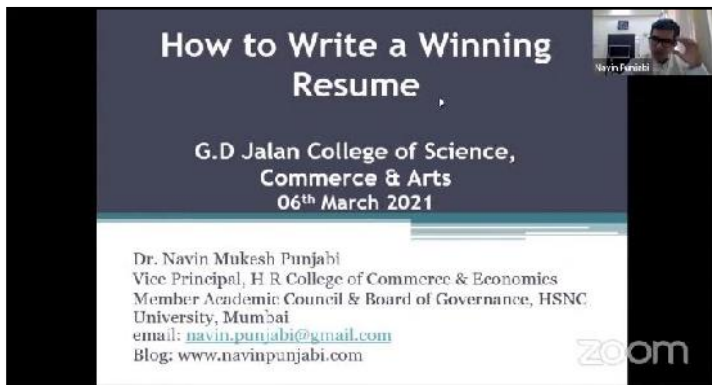 How to Write a Winning
Resume
Navin Punjabi
G.D Jalan College of Science,
Commerce & Arts
06th March 2021
Dr. Navin Mukesh Punjabi
Vice Principal, H R College of Commerce & Economics
Member Academic Council & Board of Governance, HSNC
University, Mumbai
email: navin.punjabi@gmail.com
Blog: www.navinpunjabi.com
zoom